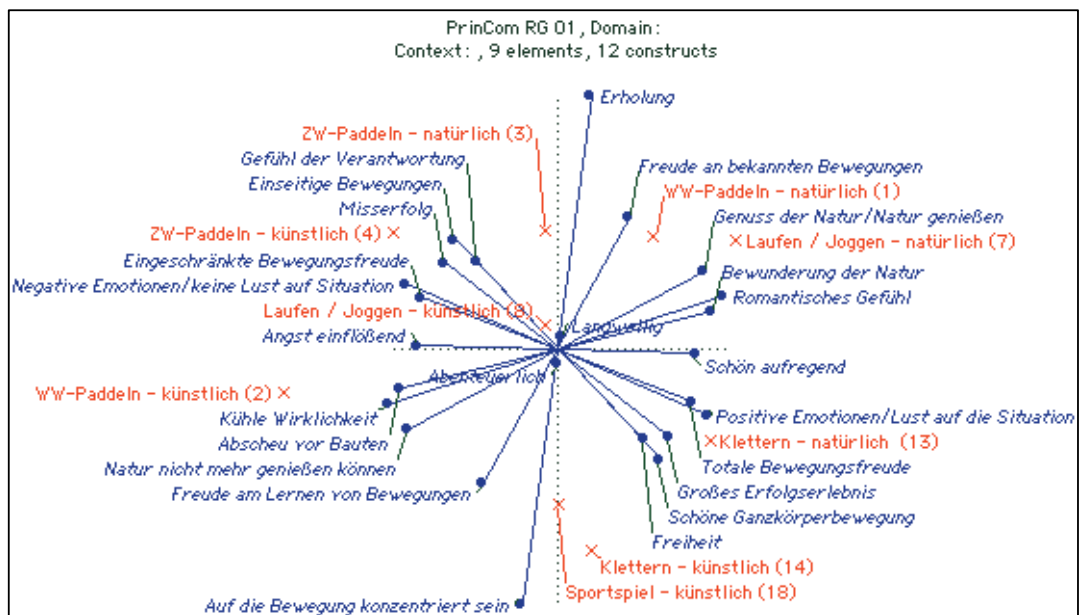 PrinCom RG 01, Domain:
Context: , 9 elements, 12 constructs
Erholung
ZW-Paddeln - natürlich (3)
Gefühl der Verantwortung
Freude an bekannten Bewegungen
Einseitige Bewegungen
WW-Paddeln - natürlich (1)
Misserfolg
Genuss der Natur/Natur genießen
ZW-Paddeln - künstlich (4)
Laufen / Joggen - natürlich (7)
Eingeschränkte Bewegungsfreude
Bewunderung der Natur
Negative Emotionen/keine Lust auf Situation
Romantisches Gefühl
Laufen / Joggen - künstlich (8)
Langweilig
Angst einflößend
Schön aufregend
Abenteuerlich
WW-Paddeln - künstlich (2)
Kühle Wirklichkeit
Positive Emotionen/Lust auf die Situation
Abscheu vor Bauten
Klettern - natürlich (13)
Natur nicht mehr genießen können
Totale Bewegungsfreude
Freude am Lernen von Bewegungen
Großes Erfolgserlebnis
Schöne Ganzkörperbewegung
Freiheit
Klettern - künstlich (14)
Sportspiel - künstlich (18)
Auf die Bewegung konzentriert sein